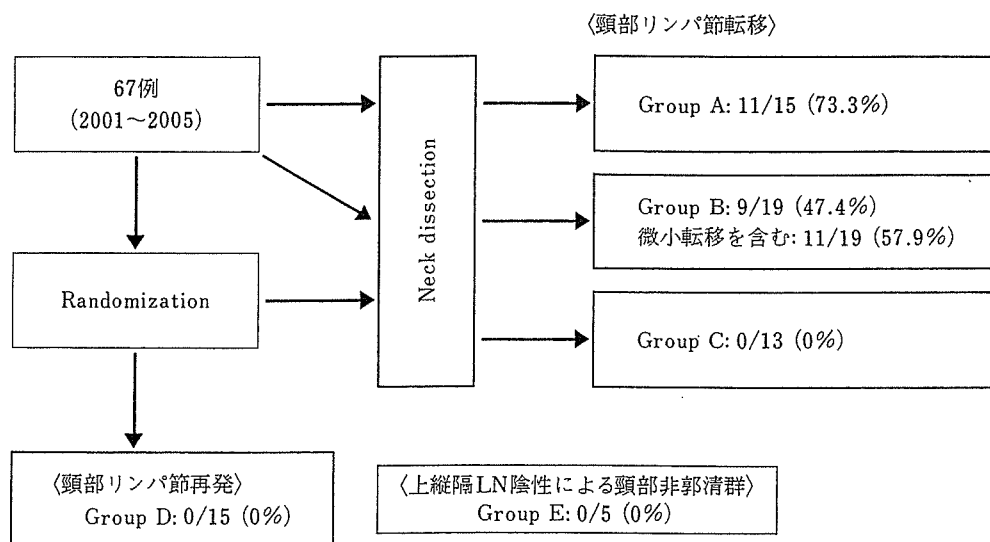 〈頸部リンパ節転移〉
67例
(2001～2005)
Neck dissection
Group A: 11/15 (73.3%)
Group B: 9/19 (47.4%)
微小転移を含む: 11/19 (57.9%)
Randomization
Group C: 0/13 (0%)
〈頸部リンパ節再発〉
Group D: 0/15 (0%)
〈上縦隔LN陰性による頸部非郭清群〉
Group E: 0/5 (0%)